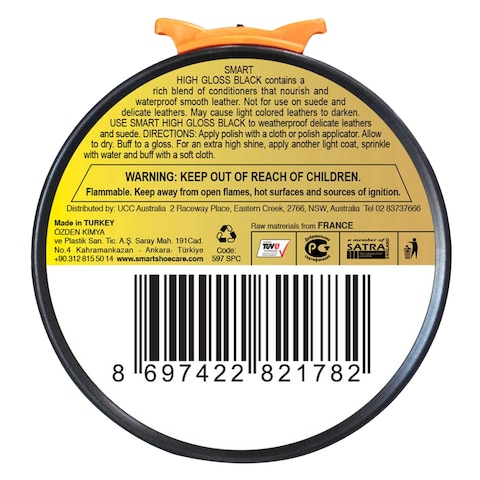 SMART
HIGH GLOSS BLACK contains a
rich blend of conditioners that nourish and
waterproof smooth leather. Not for use on suede and
delicate leathers. May cause light colored leathers to darken.
USE SMART HIGH GLOSS BLACK to weatherproof delicate leathers
and suede. DIRECTIONS: Apply polish with a cloth or polish applicator. Allow
to dry. Buff to a gloss. For an extra high shine, apply another light coat, sprinkle
with water and buff with a soft cloth.
WARNING: KEEP OUT OF REACH OF CHILDREN.
Flammable. Keep away from open flames, hot surfaces and sources of ignition.
Distributed by: UCC Australia 2 Raceway Place, Eastern Creek, 2766, NSW, Australia Tel 02 83737666
Made in TURKEY
ÖZDEN KİMYA
ve Plastik San. Tic. A.Ş. Saray Mah. 191Cad.
No.4 Kahramankazan - Ankara- Türkiye
+90.312 815 50 14 www.smartshoecare.com
Code:
597 SPC
Raw materials from FRANCE
TÜV
a member of
SATRA
8 697422 821782